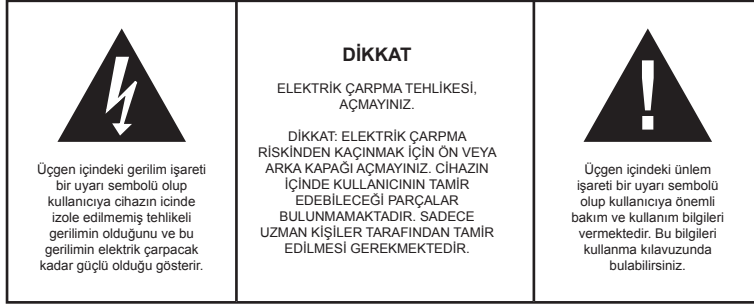 Üçgen içindeki gerilim işareti
bir uyarı sembolü olup
kullanıcıya cihazın icinde
izole edilmemiş tehlikeli
gerilimin olduğunu ve bu
gerilimin elektrik çarpacak
kadar güçlü olduğu gösterir.
DİKKAT
ELEKTRİK ÇARPMA TEHLİKESİ,
AÇMAYINIZ.
DİKKAT: ELEKTRİK ÇARPMA
RİSKİNDEN KAÇINMAK İÇİN ÖN VEYA
ARKA KAPAĞI AÇMAYINIZ. CİHAZIN
İÇİNDE KULLANICININ TAMİR
EDEBİLECEĞİ PARÇALAR
BULUNMAMAKTADIR. SADECE
UZMAN KİŞİLER TARAFINDAN TAMİR
EDİLMESİ GEREKMEKTEDİR.
!
Üçgen içindeki ünlem
işareti bir uyarı sembolü
olup kullanıcıya önemli
bakım ve kullanım bilgileri
vermektedir. Bu bilgileri
kullanma kılavuzunda
bulabilirsiniz.